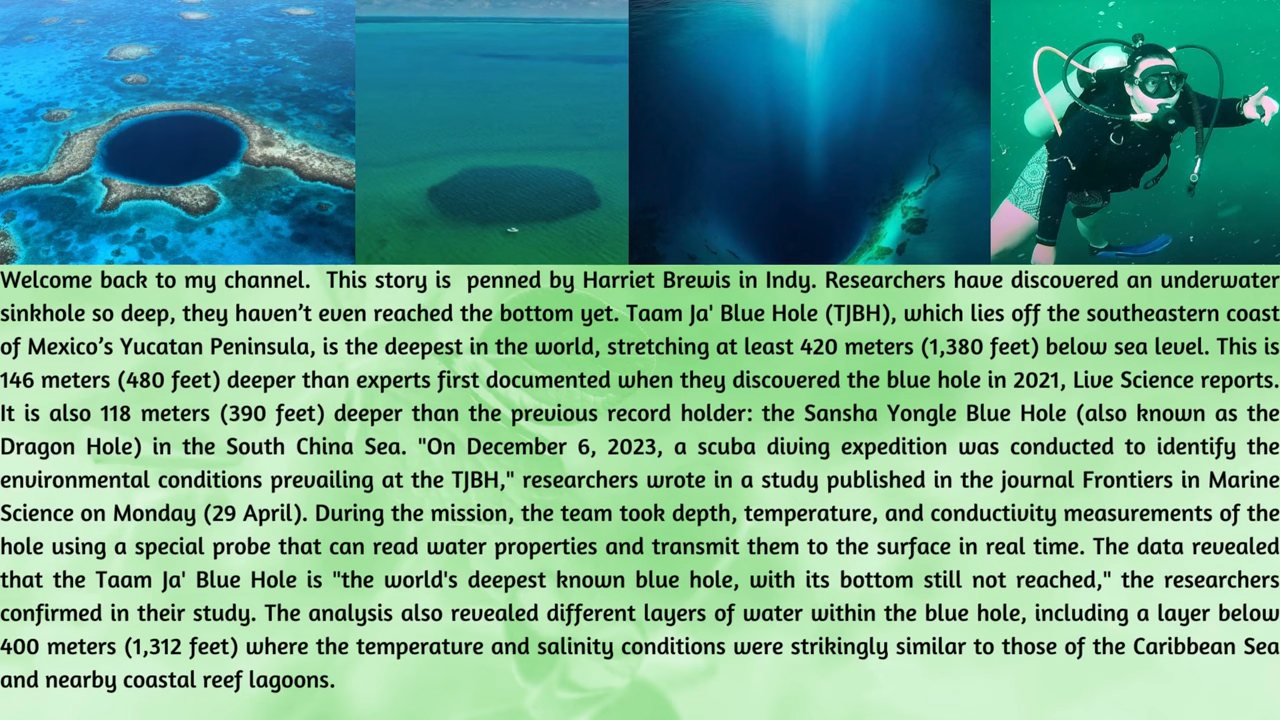 Welcome back to my channel.  This story is  penned by Harriet Brewis in Indy. Researchers have discovered an underwater
sinkhole so deep, they haven’t even reached the bottom yet. Taam Ja' Blue Hole (TJBH), which lies off the southeastern coast
of Mexico’s Yucatan Peninsula, is the deepest in the world, stretching at least 420 meters (1,380 feet) below sea level. This is
146 meters (480 feet) deeper than experts first documented when they discovered the blue hole in 2021, Live Science reports.
It is also 118 meters (390 feet) deeper than the previous record holder: the Sansha Yongle Blue Hole (also known as the
Dragon Hole) in the South China Sea. "On December 6, 2023, a scuba diving expedition was conducted to identify the
environmental conditions prevailing at the TJBH," researchers wrote in a study published in the journal Frontiers in Marine
Science on Monday (29 April). During the mission, the team took depth, temperature, and conductivity measurements of the
hole using a special probe that can read water properties and transmit them to the surface in real time. The data revealed
that the Taam Ja' Blue Hole is "the world's deepest known blue hole, with its bottom still not reached," the researchers
confirmed in their study. The analysis also revealed different layers of water within the blue hole, including a layer below
400 meters (1,312 feet) where the temperature and salinity conditions were strikingly similar to those of the Caribbean Sea
and nearby coastal reef lagoons.